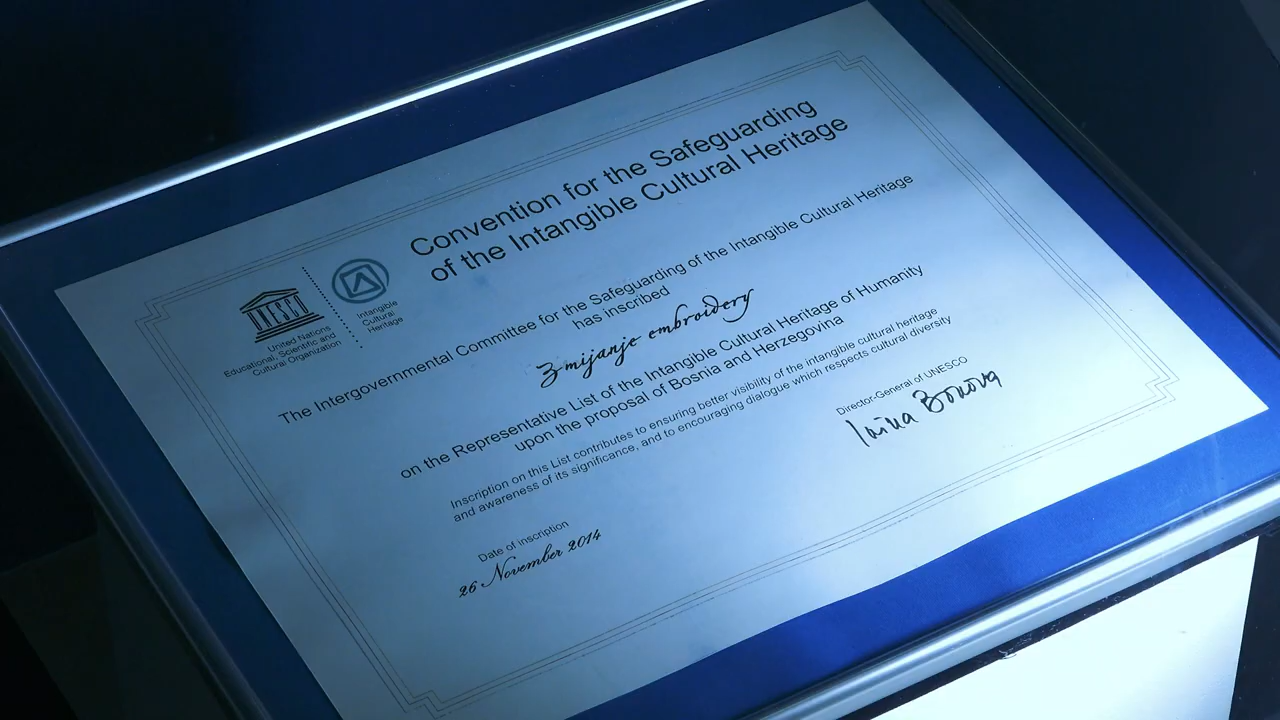 Convention for the Safeguarding
of the Intangible Cultural Heritage
UNESCO
United Nations
Educational, Scientific and
Cultural Organization
Intangible
Cultural
Heritage
The Intergovernmental Committee for the Safeguarding of the Intangible Cultural Heritage
has inscribed
Zmijanje embroidery
on the Representative List of the Intangible Cultural Heritage of Humanity
upon the proposal of Bosnia and Herzegovina
Inscription on this List contributes to ensuring better visibility of the intangible cultural heritage
and awareness of its significance, and to encouraging dialogue which respects cultural diversity
Date of inscription
26 November 2014
Director-General of UNESCO
Irina Bokova